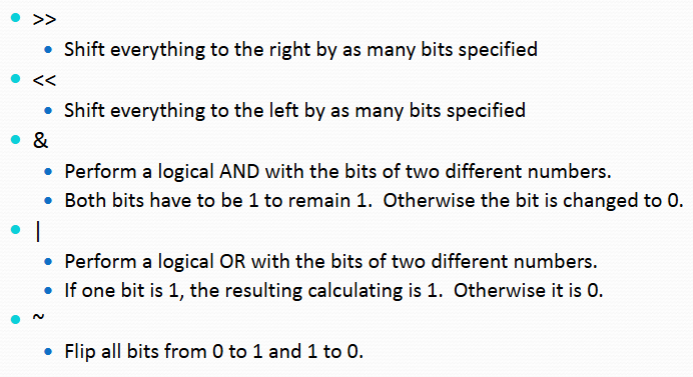 >>
Shift everything to the right by as many bits specified
<<
Shift everything to the left by as many bits specified
&
Perform a logical AND with the bits of two different numbers.
Both bits have to be 1 to remain 1. Otherwise the bit is changed to 0.
|
Perform a logical OR with the bits of two different numbers.
If one bit is 1, the resulting calculating is 1. Otherwise it is 0.
~
Flip all bits from 0 to 1 and 1 to 0.